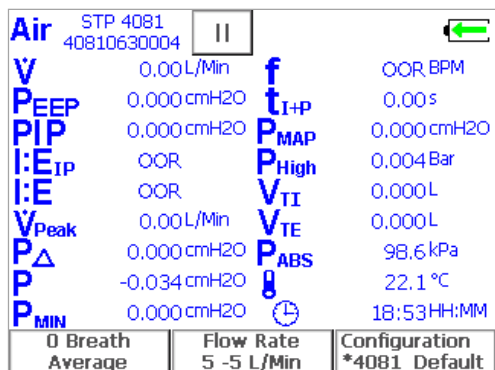 Air STP 4081
40810630004
V̇ 0.00 L/Min f OOR BPM
PEEP 0.000 cmH2O tI+P 0.00 s
PIP 0.000 cmH2O PMAP 0.000 cmH2O
I:EIP OOR PHigh 0.004 Bar
I:E OOR VTI 0.000 L
V̇Peak 0.00 L/Min VTE 0.000 L
P△ 0.000 cmH2O PABS 98.6 kPa
P -0.034 cmH2O 22.1 °C
PMIN 0.000 cmH2O 18:53 HH:MM
0 Breath Flow Rate Configuration
Average 5 -5 L/Min *4081 Default